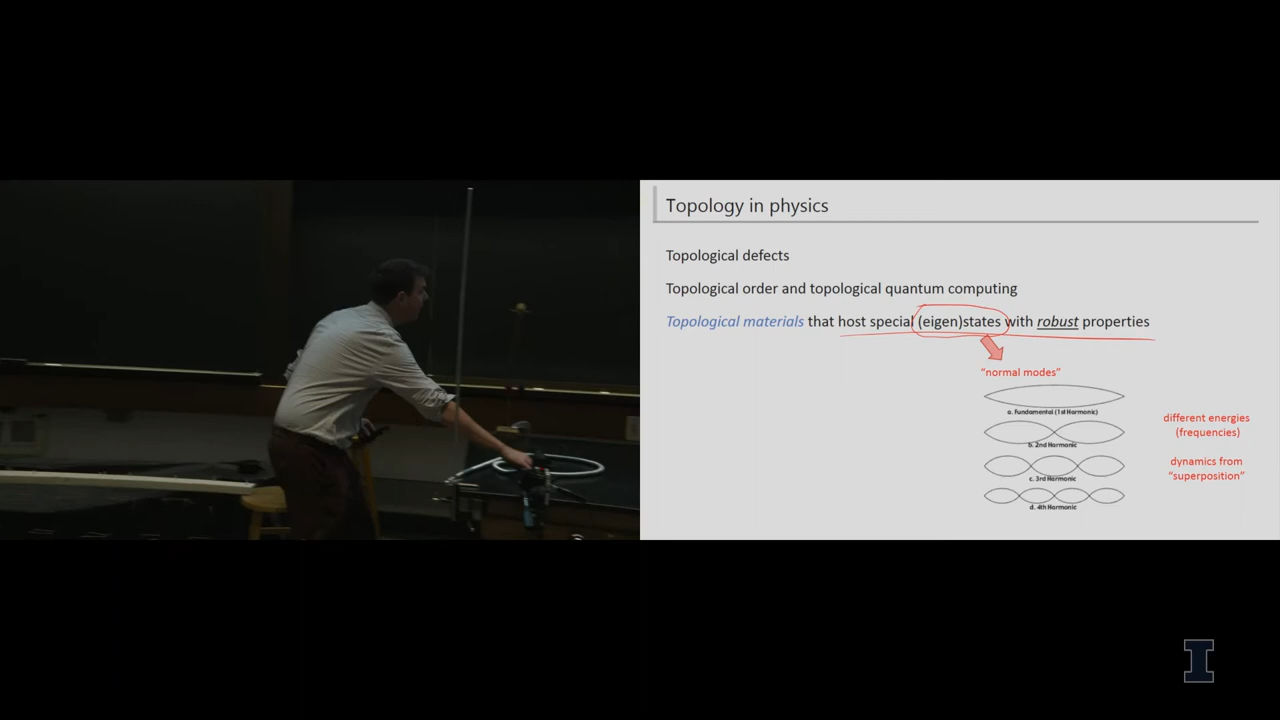 Topology in physics
Topological defects
Topological order and topological quantum computing
Topological materials that host special (eigen)states with robust properties
“normal modes”
a. Fundamental (1st Harmonic)
b. 2nd Harmonic
c. 3rd Harmonic
d. 4th Harmonic
different energies
(frequencies)
dynamics from
“superposition”
I